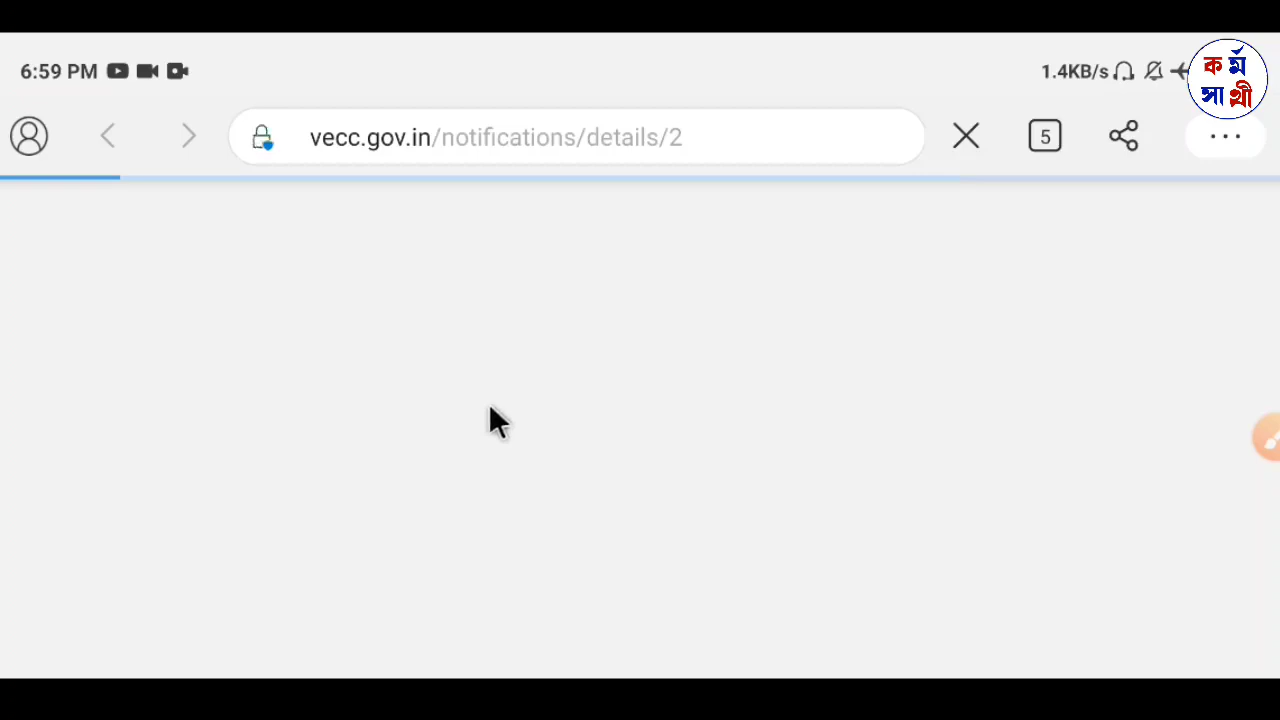 6:59 PM
1.4KB/s
কর্ম
সাথী
vecc.gov.in/notifications/details/2
5